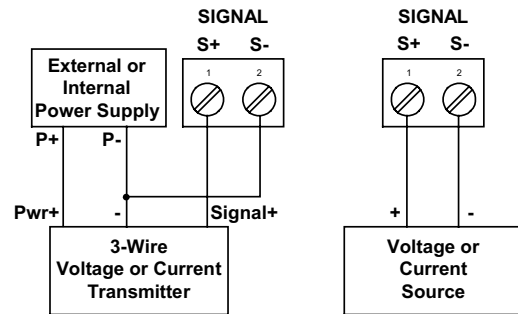 SIGNAL
S+ S-
1 2
External or
Internal
Power Supply
P+ P-
Pwr+ - Signal+
3-Wire
Voltage or Current
Transmitter
SIGNAL
S+ S-
1 2
+ -
Voltage or
Current
Source